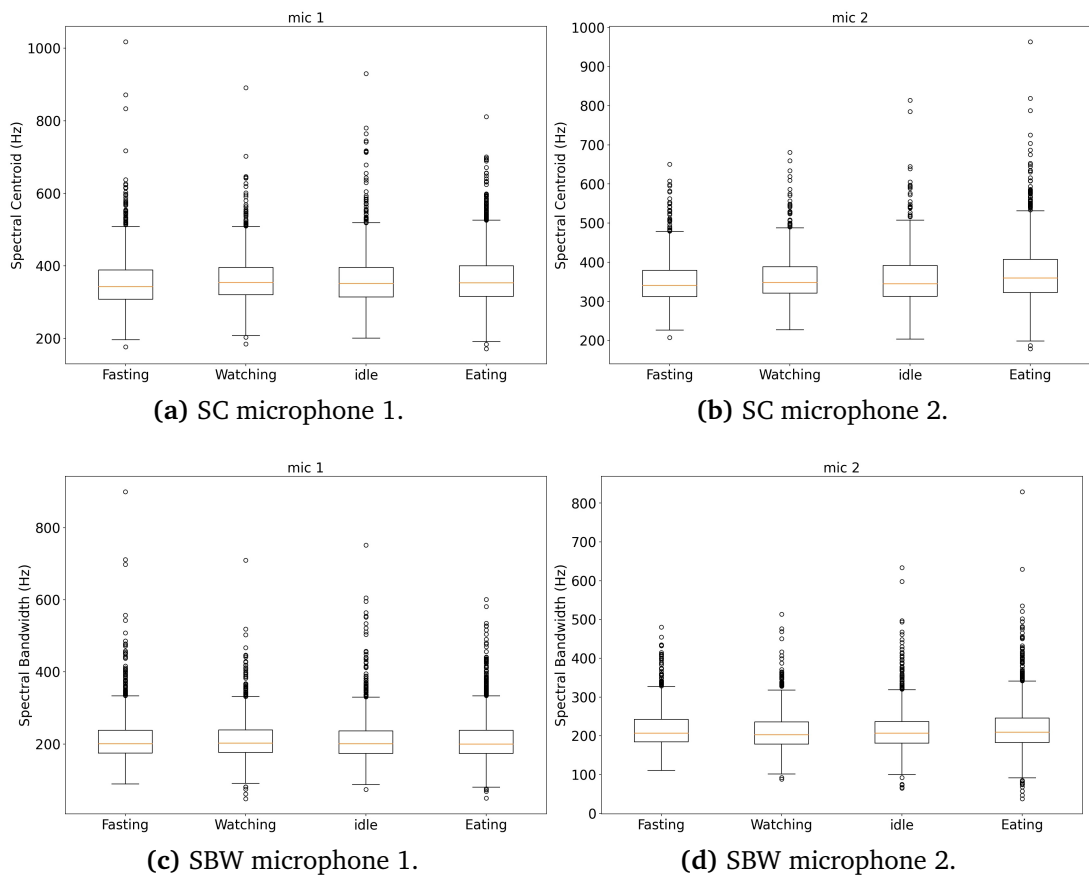 mic 1
Spectral Centroid (Hz)
1000
800
600
400
200
Fasting Watching idle Eating
(a) SC microphone 1.
mic 2
Spectral Centroid (Hz)
1000
900
800
700
600
500
400
300
200
Fasting Watching idle Eating
(b) SC microphone 2.
mic 1
Spectral Bandwidth (Hz)
800
600
400
200
Fasting Watching idle Eating
(c) SBW microphone 1.
mic 2
Spectral Bandwidth (Hz)
800
700
600
500
400
300
200
100
0
Fasting Watching idle Eating
(d) SBW microphone 2.